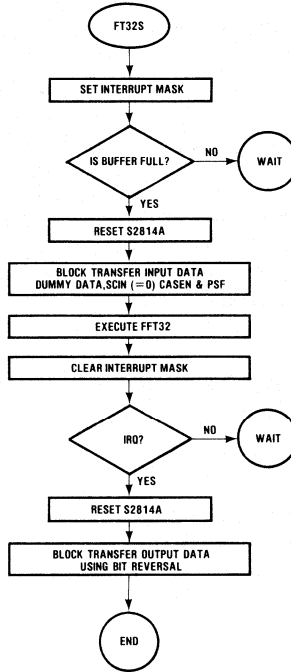 FT32S
SET INTERRUPT MASK
IS BUFFER FULL?
NO
WAIT
YES
RESET S2814A
BLOCK TRANSFER INPUT DATA
DUMMY DATA,SCIN (=0) CASEN & PSF
EXECUTE FFT32
CLEAR INTERRUPT MASK
IRQ?
NO
WAIT
YES
RESET S2814A
BLOCK TRANSFER OUTPUT DATA
USING BIT REVERSAL
END